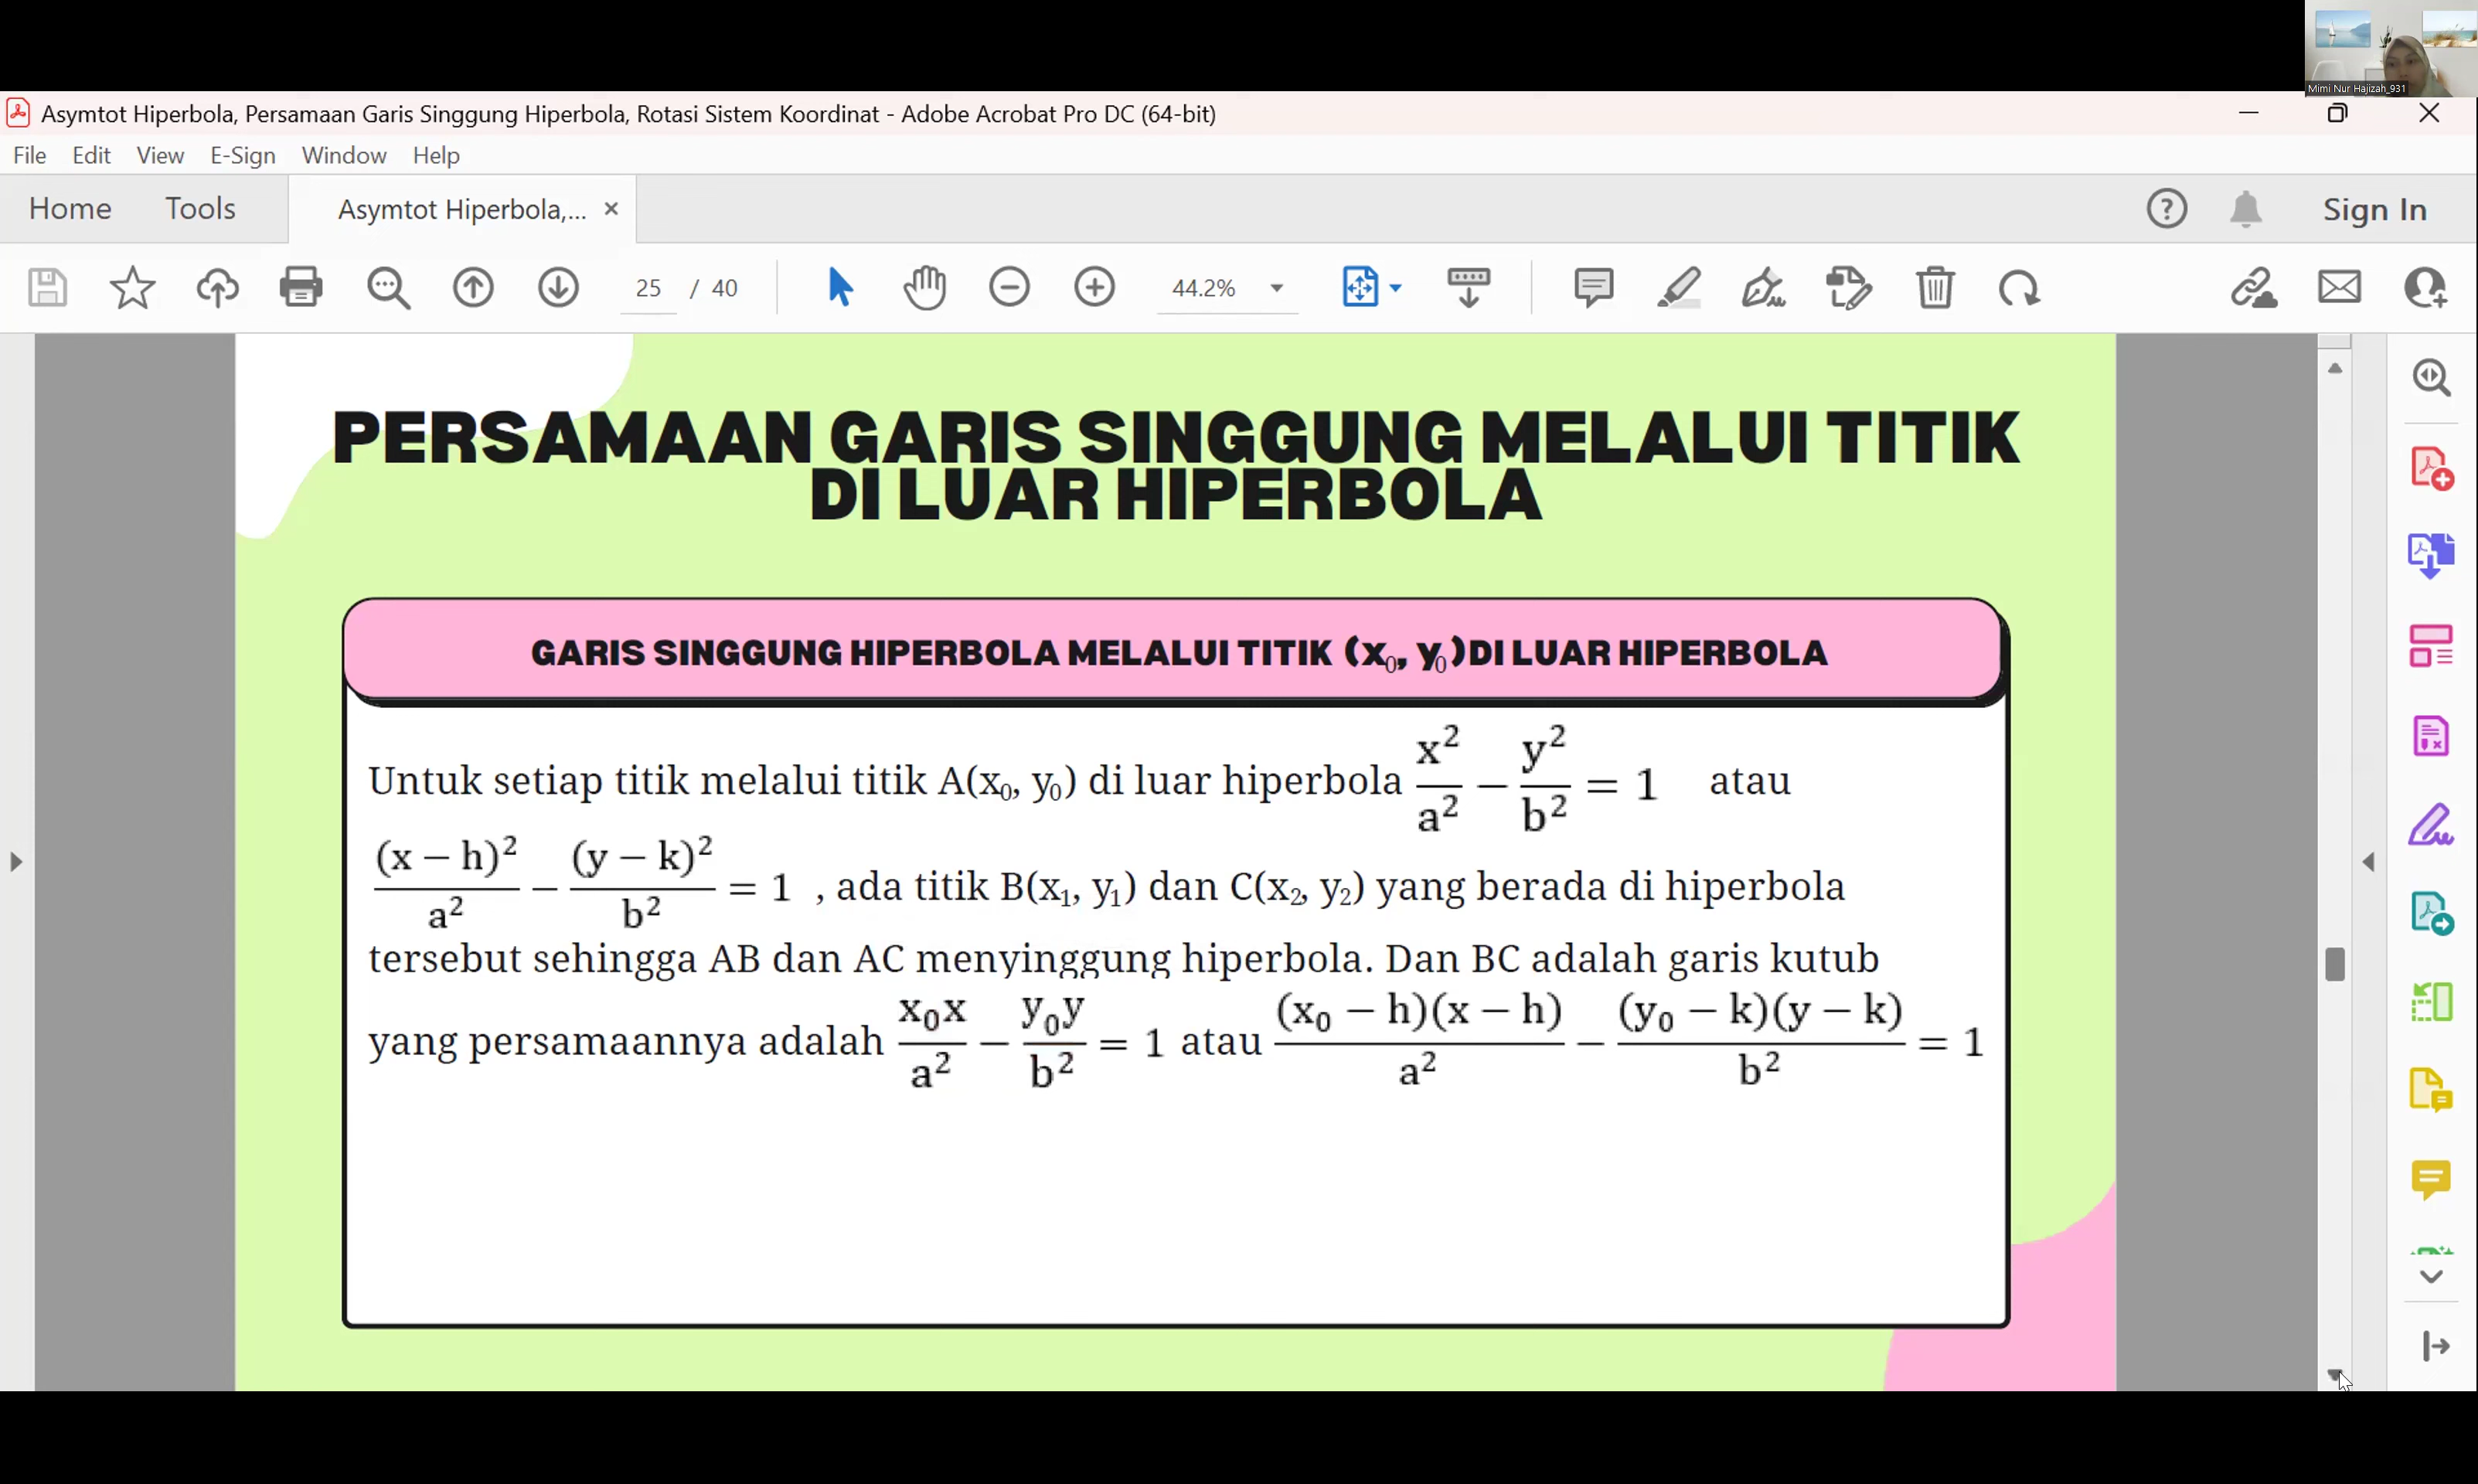 Mimi Nur Hajizah_931
Asymtot Hiperbola, Persamaan Garis Singgung Hiperbola, Rotasi Sistem Koordinat - Adobe Acrobat Pro DC (64-bit)
File Edit View E-Sign Window Help
Home Tools Asymtot Hiperbola,... × Sign In
25 / 40 44.2%
PERSAMAAN GARIS SINGGUNG MELALUI TITIK
DI LUAR HIPERBOLA
GARIS SINGGUNG HIPERBOLA MELALUI TITIK (x₀, y₀) DI LUAR HIPERBOLA
Untuk setiap titik melalui titik A(x₀, y₀) di luar hiperbola x²/a² − y²/b² = 1 atau
(x − h)²/a² − (y − k)²/b² = 1 , ada titik B(x₁, y₁) dan C(x₂, y₂) yang berada di hiperbola
tersebut sehingga AB dan AC menyinggung hiperbola. Dan BC adalah garis kutub
yang persamaannya adalah x₀x/a² − y₀y/b² = 1 atau (x₀ − h)(x − h)/a² − (y₀ − k)(y − k)/b² = 1